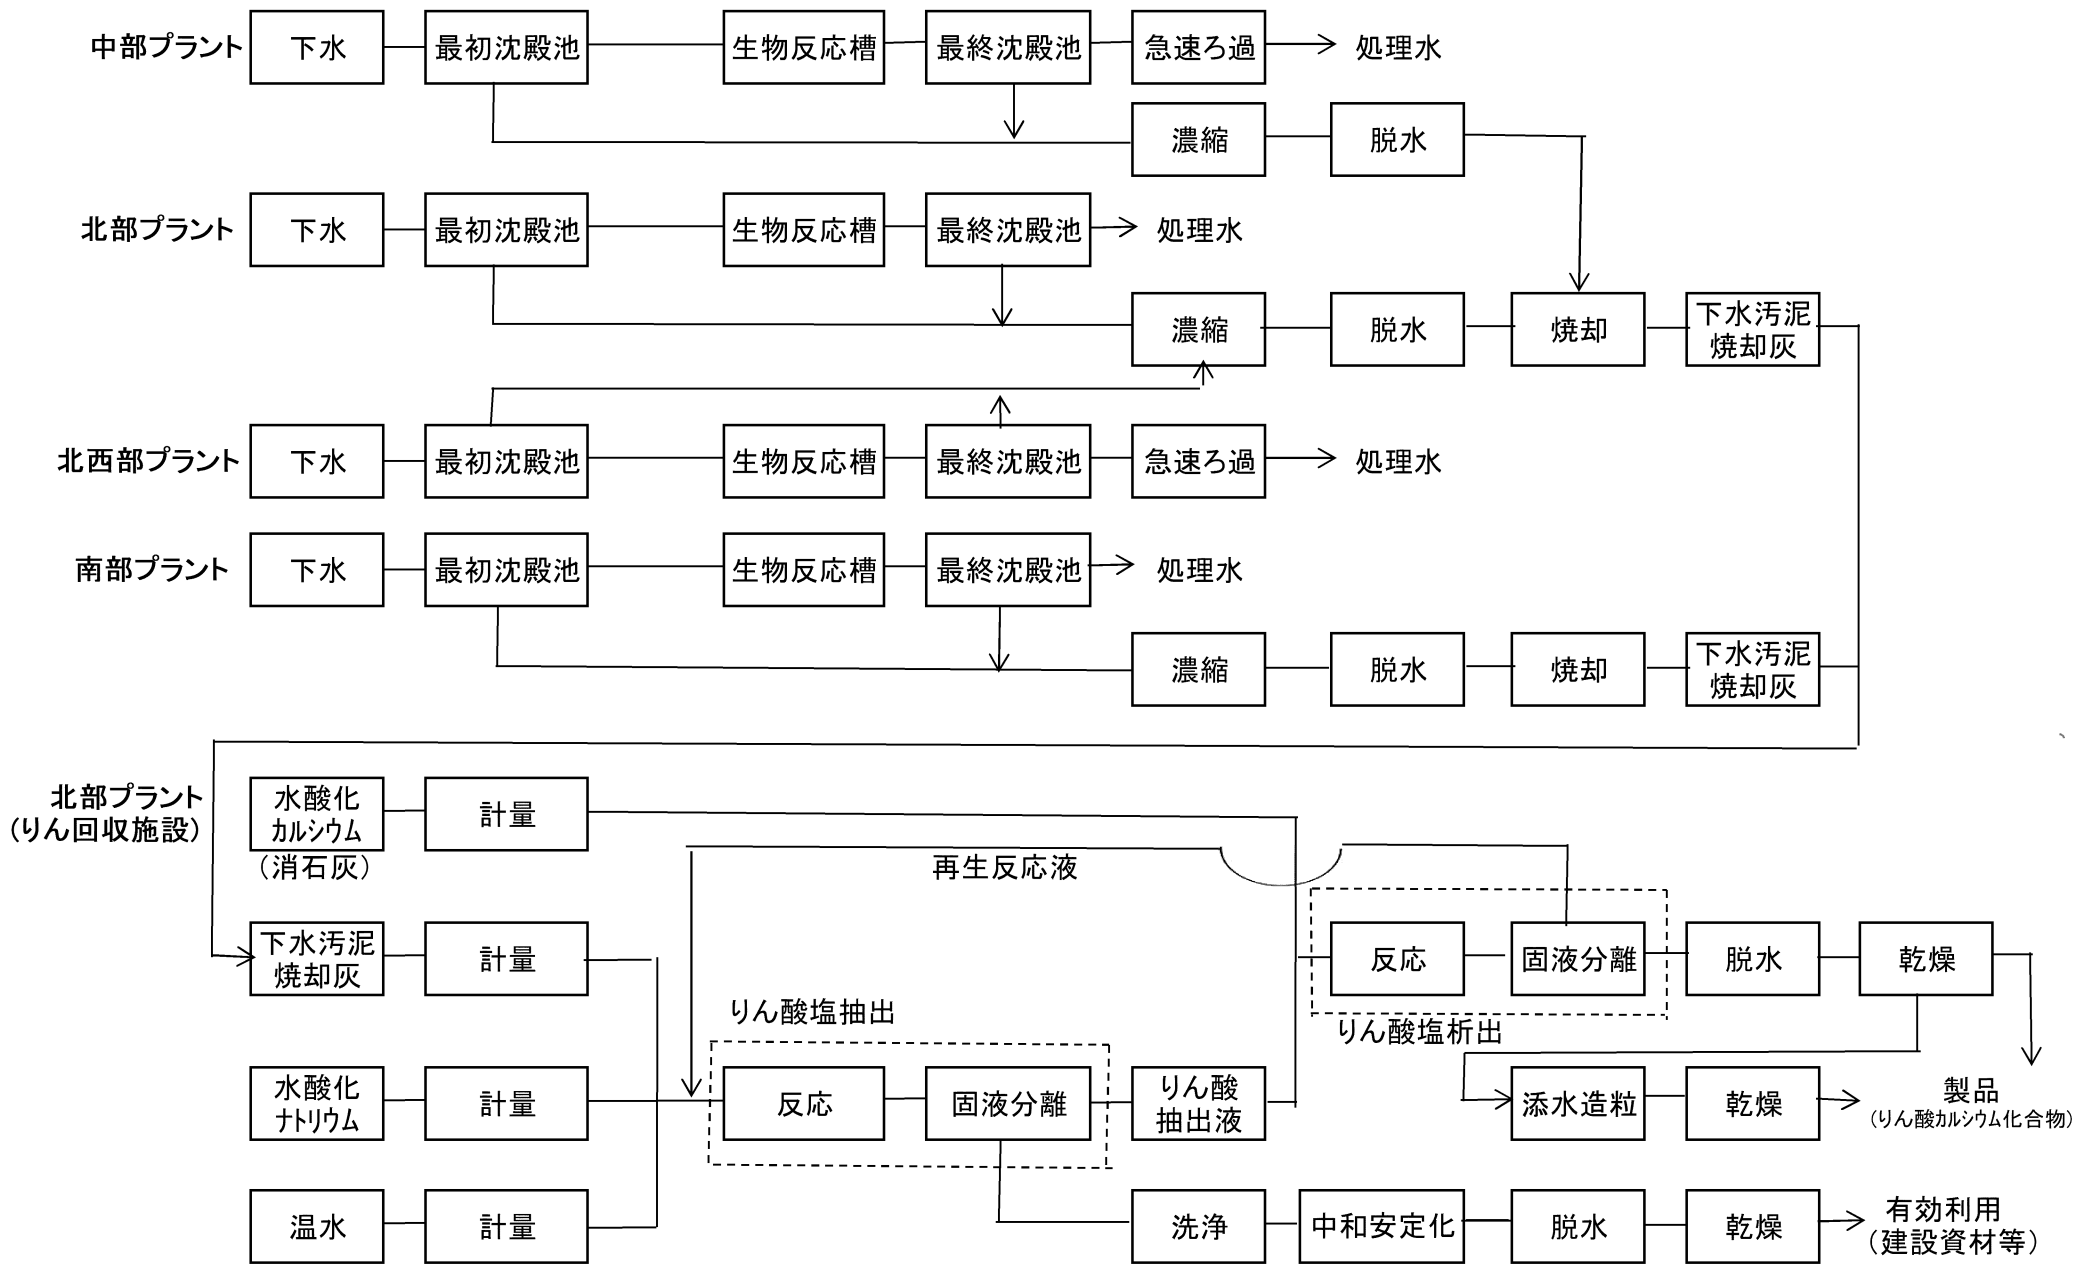 中部プラント
下水
最初沈殿池
生物反応槽
最終沈殿池
急速ろ過
処理水
濃縮
脱水
北部プラント
下水
最初沈殿池
生物反応槽
最終沈殿池
処理水
濃縮
脱水
焼却
下水汚泥
焼却灰
北西部プラント
下水
最初沈殿池
生物反応槽
最終沈殿池
急速ろ過
処理水
南部プラント
下水
最初沈殿池
生物反応槽
最終沈殿池
処理水
濃縮
脱水
焼却
下水汚泥
焼却灰
北部プラント
(りん回収施設)
水酸化
カルシウム
（消石灰）
計量
再生反応液
下水汚泥
焼却灰
計量
反応
固液分離
脱水
乾燥
りん酸塩析出
りん酸塩抽出
水酸化
ナトリウム
計量
反応
固液分離
りん酸
抽出液
添水造粒
乾燥
製品
（りん酸カルシウム化合物）
温水
計量
洗浄
中和安定化
脱水
乾燥
有効利用
（建設資材等）